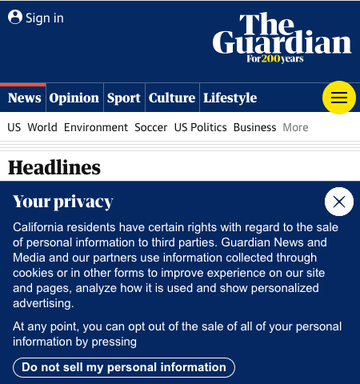 Sign in
The
Guardian
For 200 years
News Opinion Sport Culture Lifestyle
US World Environment Soccer US Politics Business More
Headlines
Your privacy
California residents have certain rights with regard to the sale
of personal information to third parties. Guardian News and
Media and our partners use information collected through
cookies or in other forms to improve experience on our site
and pages, analyze how it is used and show personalized
advertising.
At any point, you can opt out of the sale of all of your personal
information by pressing
Do not sell my personal information